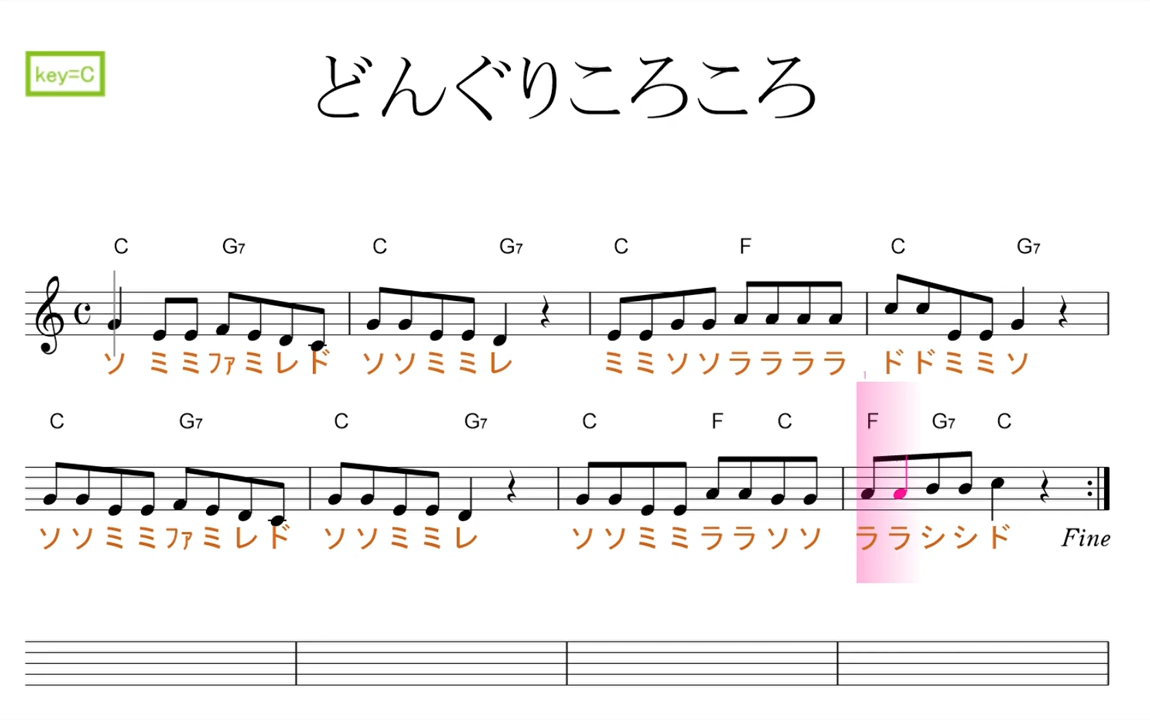 key=C
どんぐりころころ
C G7 C G7 C F C G7
ソ ミミファミレド ソソミミレ ミミソソララララ ドドミミソ
C G7 C G7 C F C F G7 C
ソソミミファミレド ソソミミレ ソソミミララソソ ララシシド Fine